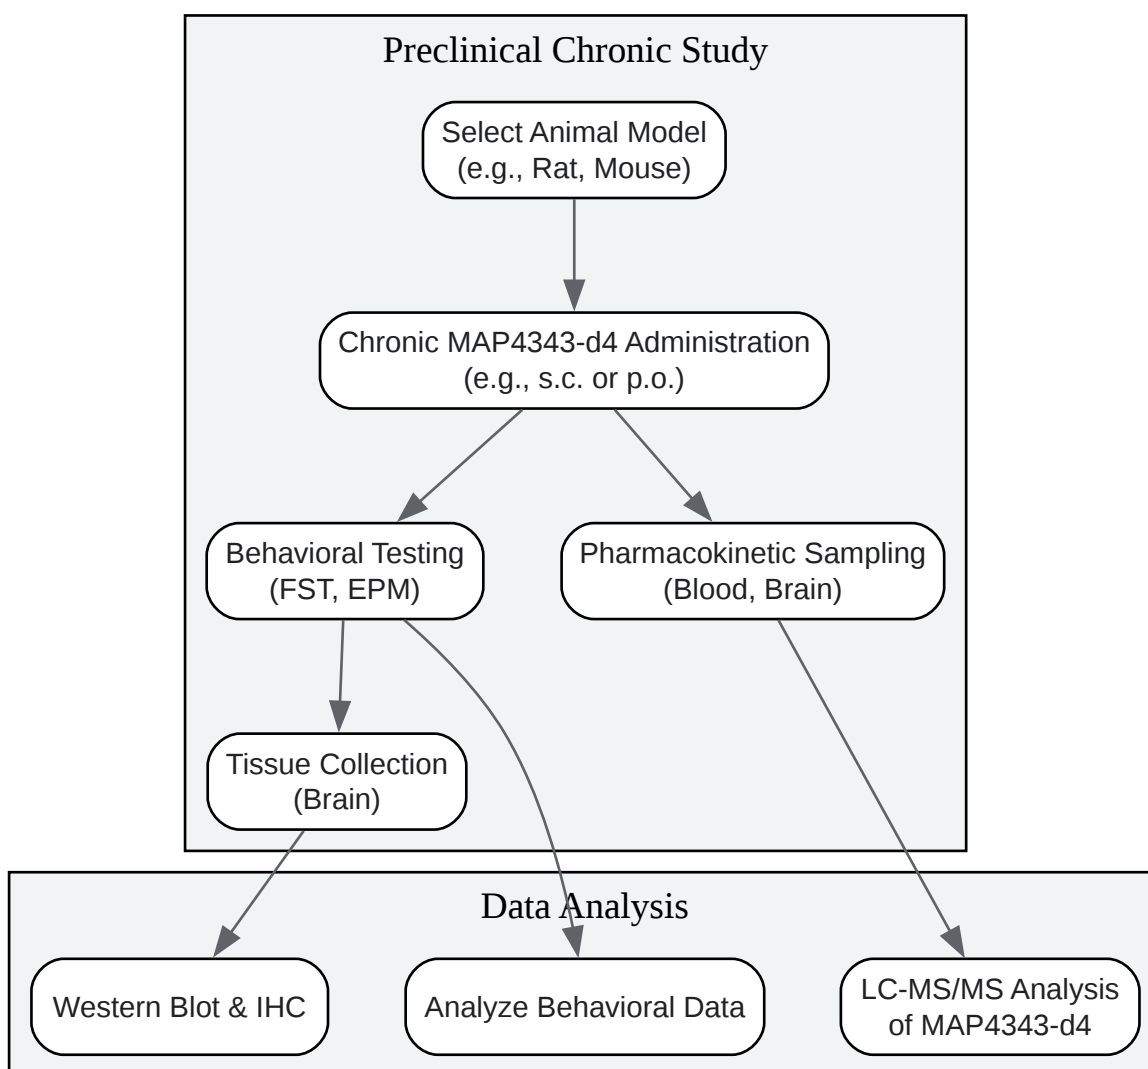 Preclinical Chronic Study
Select Animal Model
(e.g., Rat, Mouse)
Chronic MAP4343-d4 Administration
(e.g., s.c. or p.o.)
Behavioral Testing
(FST, EPM)
Pharmacokinetic Sampling
(Blood, Brain)
Tissue Collection
(Brain)
Data Analysis
Western Blot & IHC
Analyze Behavioral Data
LC-MS/MS Analysis
of MAP4343-d4